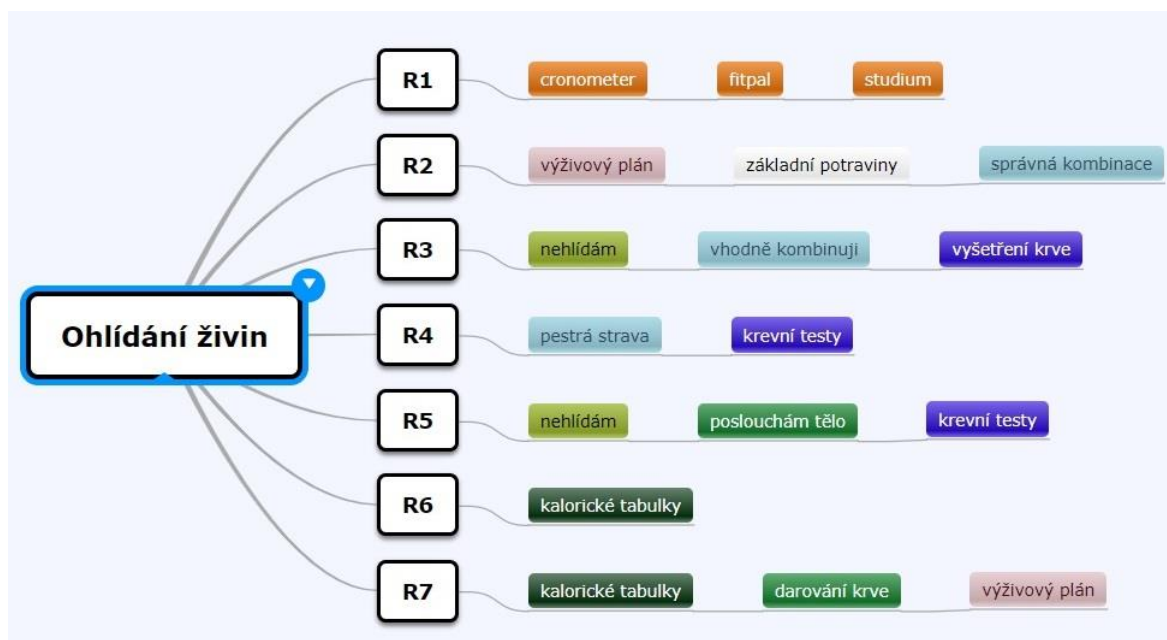 R1 cronometer fitpal studium
R2 výživový plán základní potraviny správná kombinace
R3 nehlídám vhodně kombinuji vyšetření krve
Ohlídání živin
R4 pestrá strava krevní testy
R5 nehlídám poslouchám tělo krevní testy
R6 kalorické tabulky
R7 kalorické tabulky darování krve výživový plán